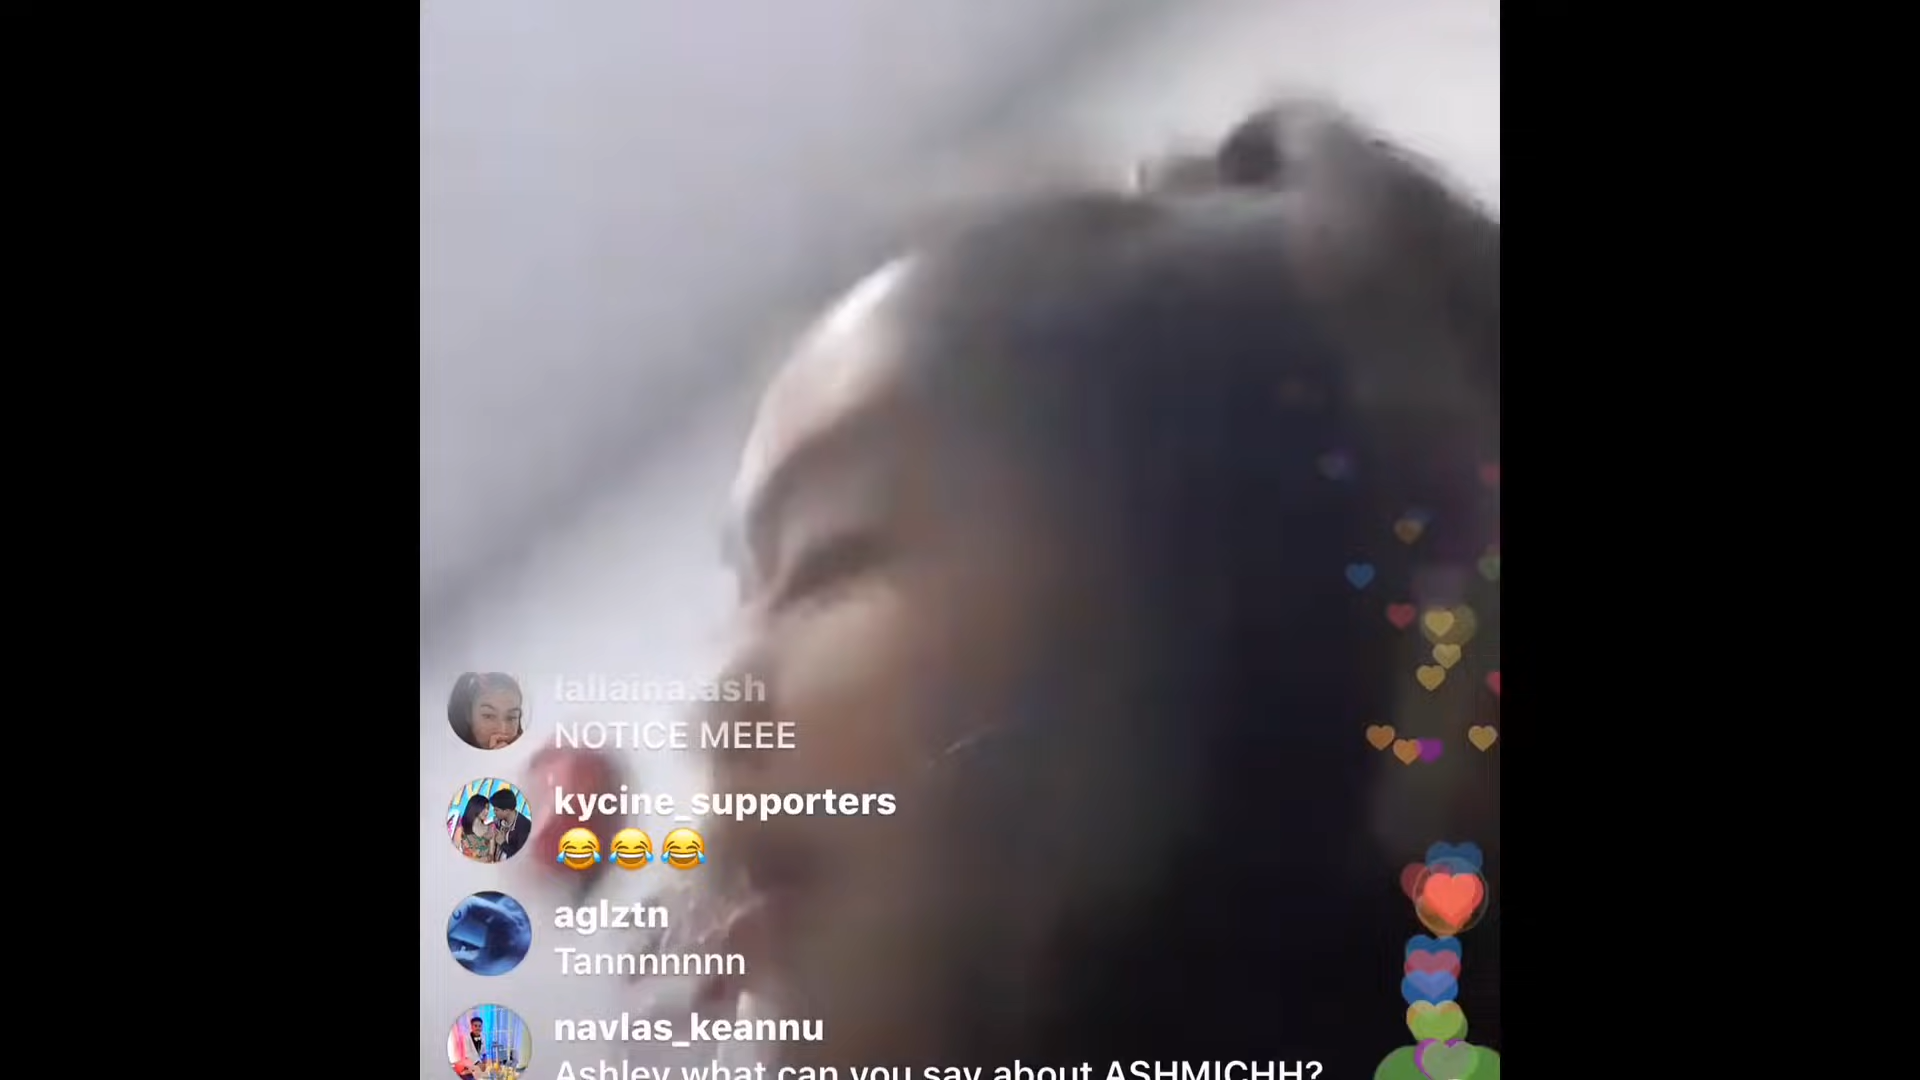 lallaina.ash
NOTICE MEEE
kycine_supporters
😂😂😂
aglztn
Tannnnnnn
navlas_keannu
Ashley what can you say about ASHMICHH?